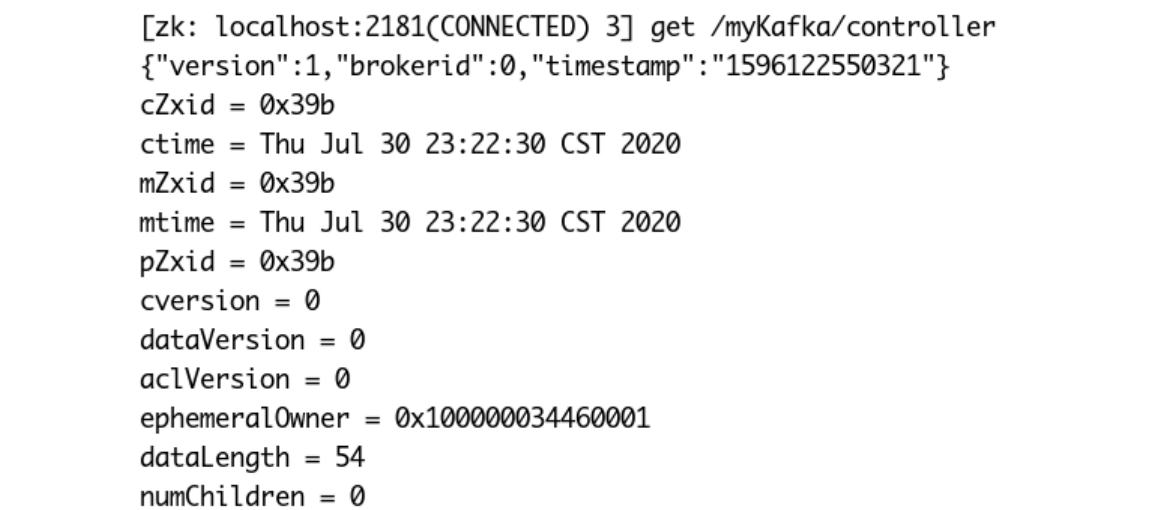 [zk: localhost:2181(CONNECTED) 3] get /myKafka/controller
{"version":1,"brokerid":0,"timestamp":"1596122550321"}
cZxid = 0x39b
ctime = Thu Jul 30 23:22:30 CST 2020
mZxid = 0x39b
mtime = Thu Jul 30 23:22:30 CST 2020
pZxid = 0x39b
cversion = 0
dataVersion = 0
aclVersion = 0
ephemeralOwner = 0x100000034460001
dataLength = 54
numChildren = 0